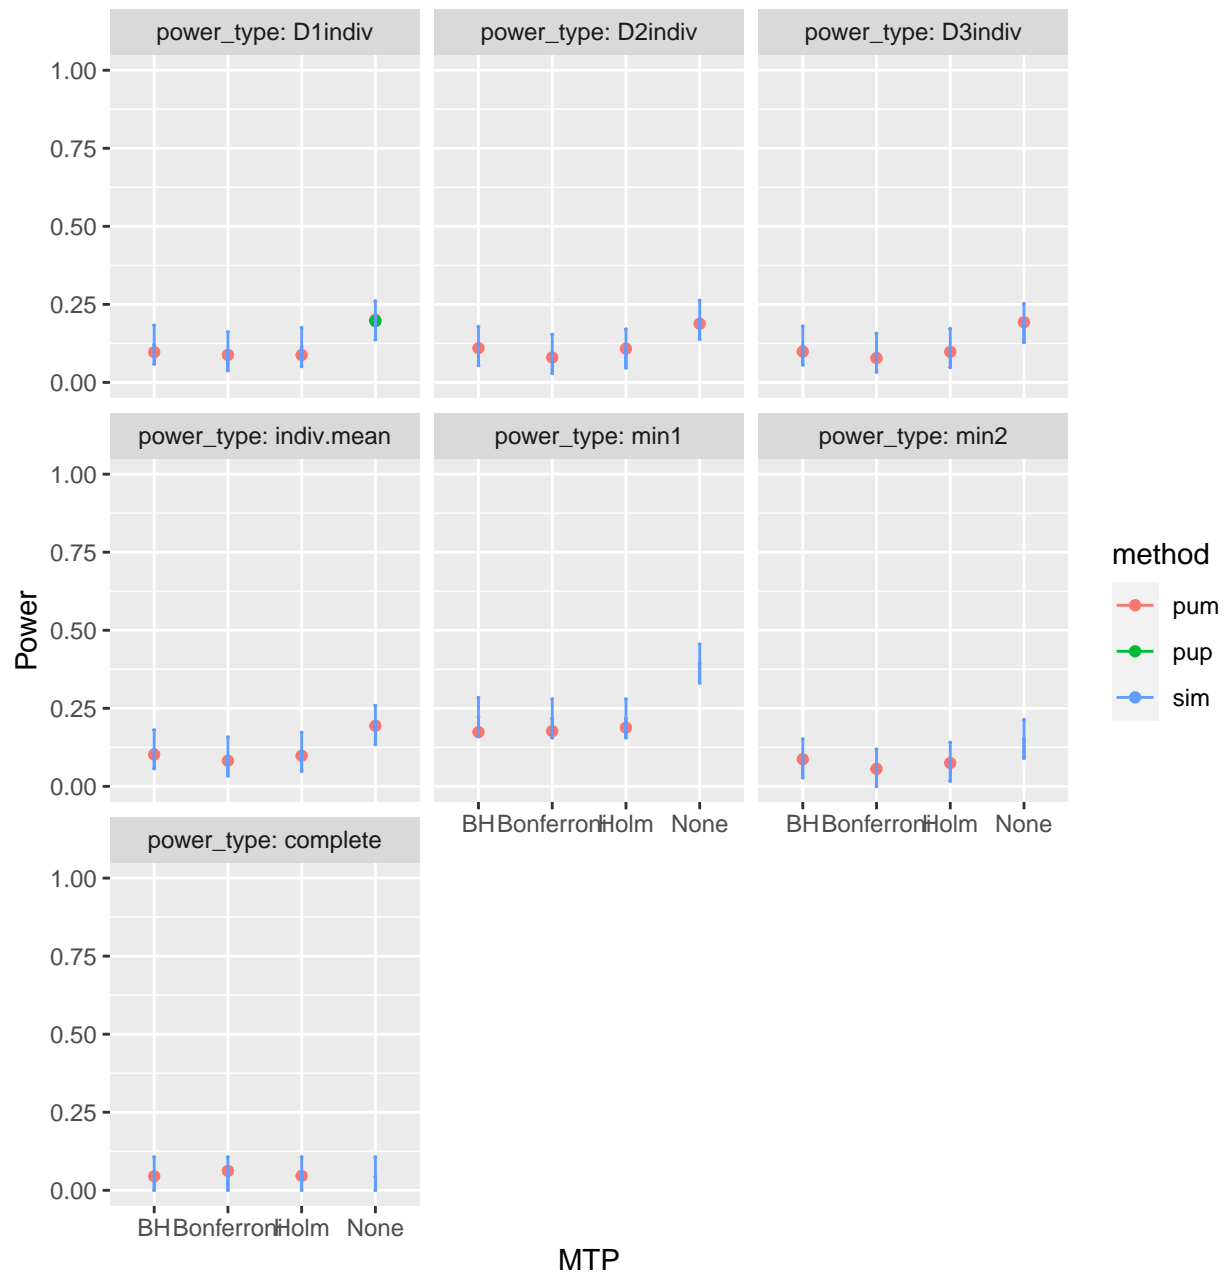 power_type: D1indiv
power_type: D2indiv
power_type: D3indiv
1.00
0.75
0.50
0.25
0.00
power_type: indiv.mean
power_type: min1
power_type: min2
1.00
0.75
0.50
0.25
0.00
BH Bonferroni Holm None
BH Bonferroni Holm None
power_type: complete
1.00
0.75
0.50
0.25
0.00
BH Bonferroni Holm None
Power
MTP
method
pum
pup
sim